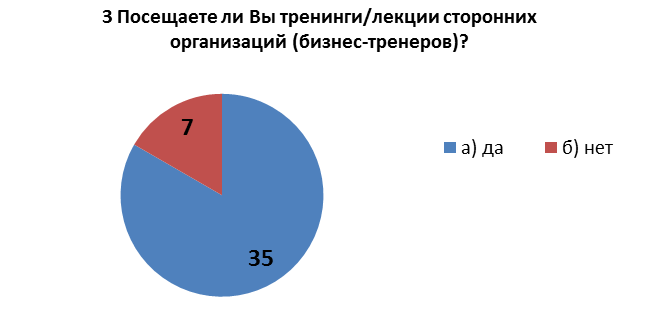 3 Посещаете ли Вы тренинги/лекции сторонних
организаций (бизнес-тренеров)?
7
а) да
б) нет
35